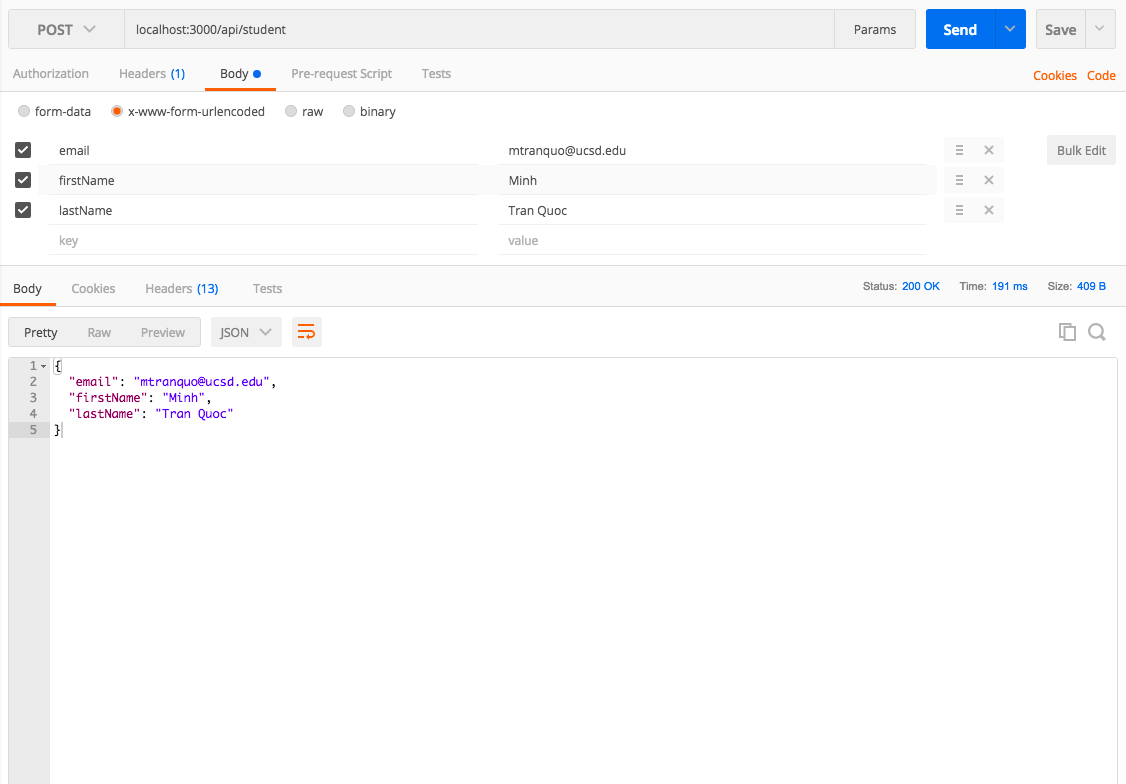 POST localhost:3000/api/student Params Send Save
Authorization Headers (1) Body Pre-request Script Tests Cookies Code
form-data x-www-form-urlencoded raw binary
email mtranquo@ucsd.edu Bulk Edit
firstName Minh
lastName Tran Quoc
key value
Body Cookies Headers (13) Tests Status: 200 OK Time: 191 ms Size: 409 B
Pretty Raw Preview JSON
1 {
2 "email": "mtranquo@ucsd.edu",
3 "firstName": "Minh",
4 "lastName": "Tran Quoc"
5 }